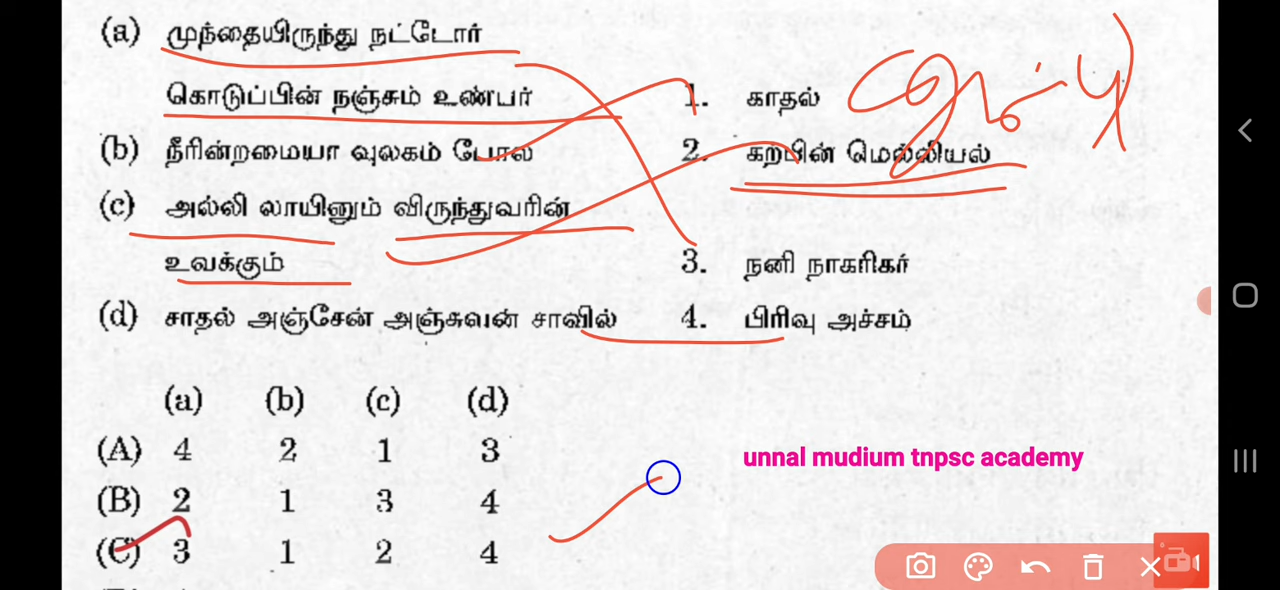 (a) முந்தையிருந்து நட்டோர்
கொடுப்பின் நஞ்சும் உண்பர்
1. காதல்
(b) நீரின்றமையா வுலகம் போல
2. கற்பின் மெல்லியல்
(c) அல்லி லாயினும் விருந்துவரின்
உவக்கும்
3. நனி நாகரிகர்
(d) சாதல் அஞ்சேன் அஞ்சுவன் சாவில்
4. பிரிவு அச்சம்
(a) (b) (c) (d)
(A) 4 2 1 3
(B) 2 1 3 4
(C) 3 1 2 4
unnal mudium tnpsc academy